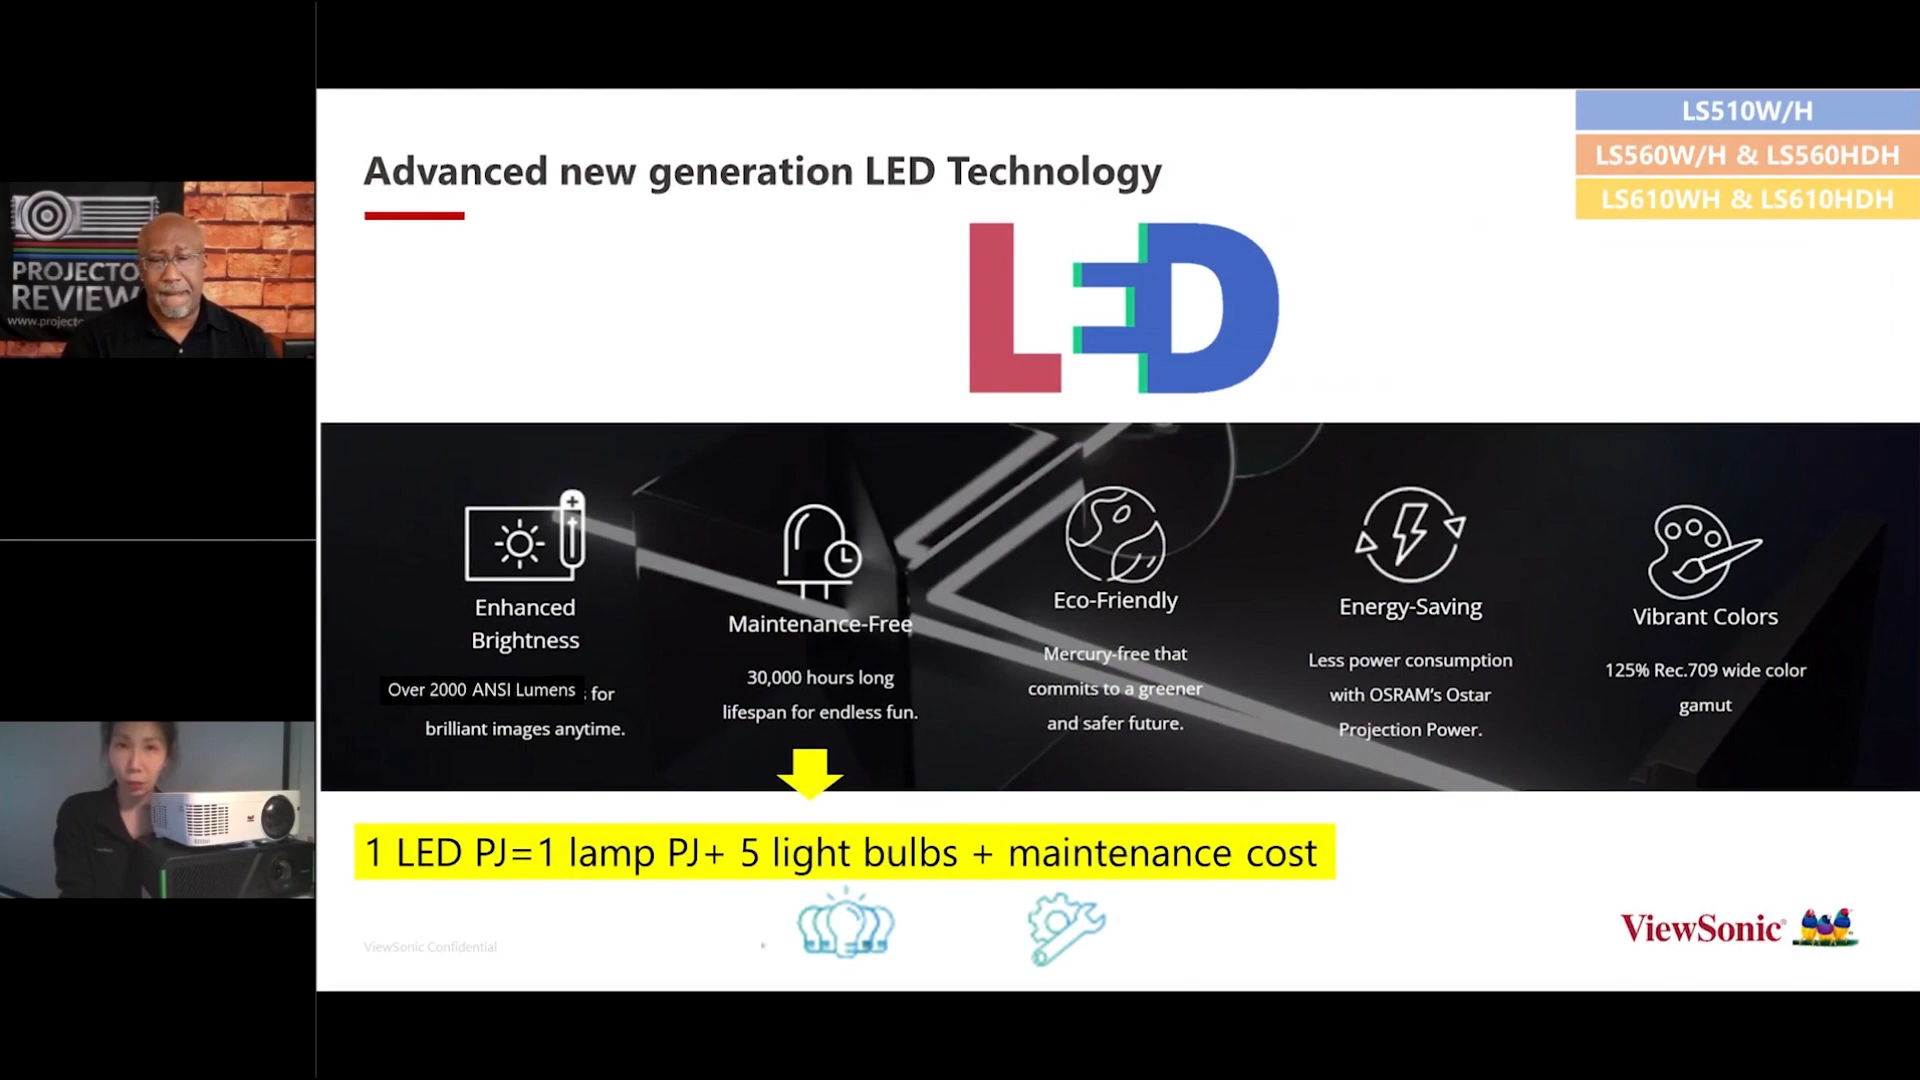 PROJECTO
REVIEW
www.projecto
LS510W/H
LS560W/H & LS560HDH
LS610WH & LS610HDH
Advanced new generation LED Technology
LED
Enhanced
Brightness
Over 2000 ANSI Lumens for
brilliant images anytime.
Maintenance-Free
30,000 hours long
lifespan for endless fun.
Eco-Friendly
Mercury-free that
commits to a greener
and safer future.
Energy-Saving
Less power consumption
with OSRAM's Ostar
Projection Power.
Vibrant Colors
125% Rec.709 wide color
gamut
1 LED PJ=1 lamp PJ+ 5 light bulbs + maintenance cost
ViewSonic Confidential
ViewSonic